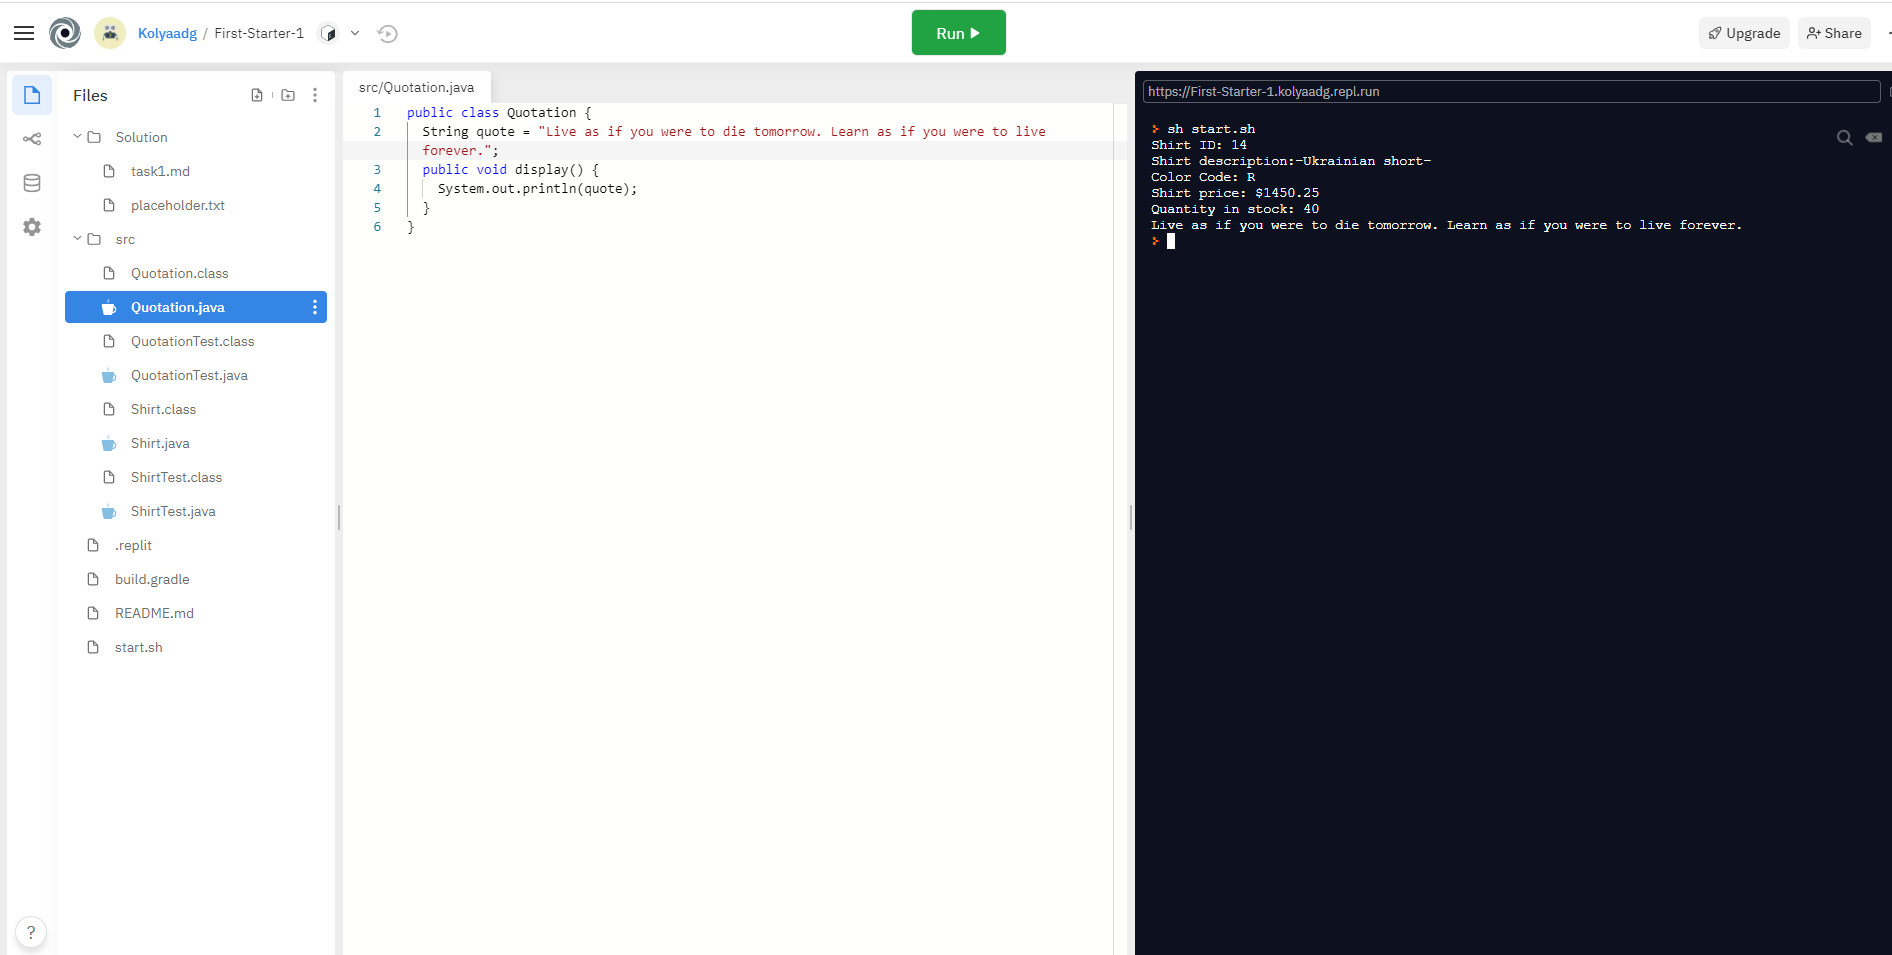 Kolyaadg / First-Starter-1
Run
Upgrade
Share
Files
Solution
task1.md
placeholder.txt
src
Quotation.class
Quotation.java
QuotationTest.class
QuotationTest.java
Shirt.class
Shirt.java
ShirtTest.class
ShirtTest.java
.replit
build.gradle
README.md
start.sh
?
src/Quotation.java
1 public class Quotation {
2 String quote = "Live as if you were to die tomorrow. Learn as if you were to live
forever.";
3 public void display() {
4 System.out.println(quote);
5 }
6 }
https://First-Starter-1.kolyaadg.repl.run
sh start.sh
Shirt ID: 14
Shirt description:-Ukrainian short-
Color Code: R
Shirt price: $1450.25
Quantity in stock: 40
Live as if you were to die tomorrow. Learn as if you were to live forever.